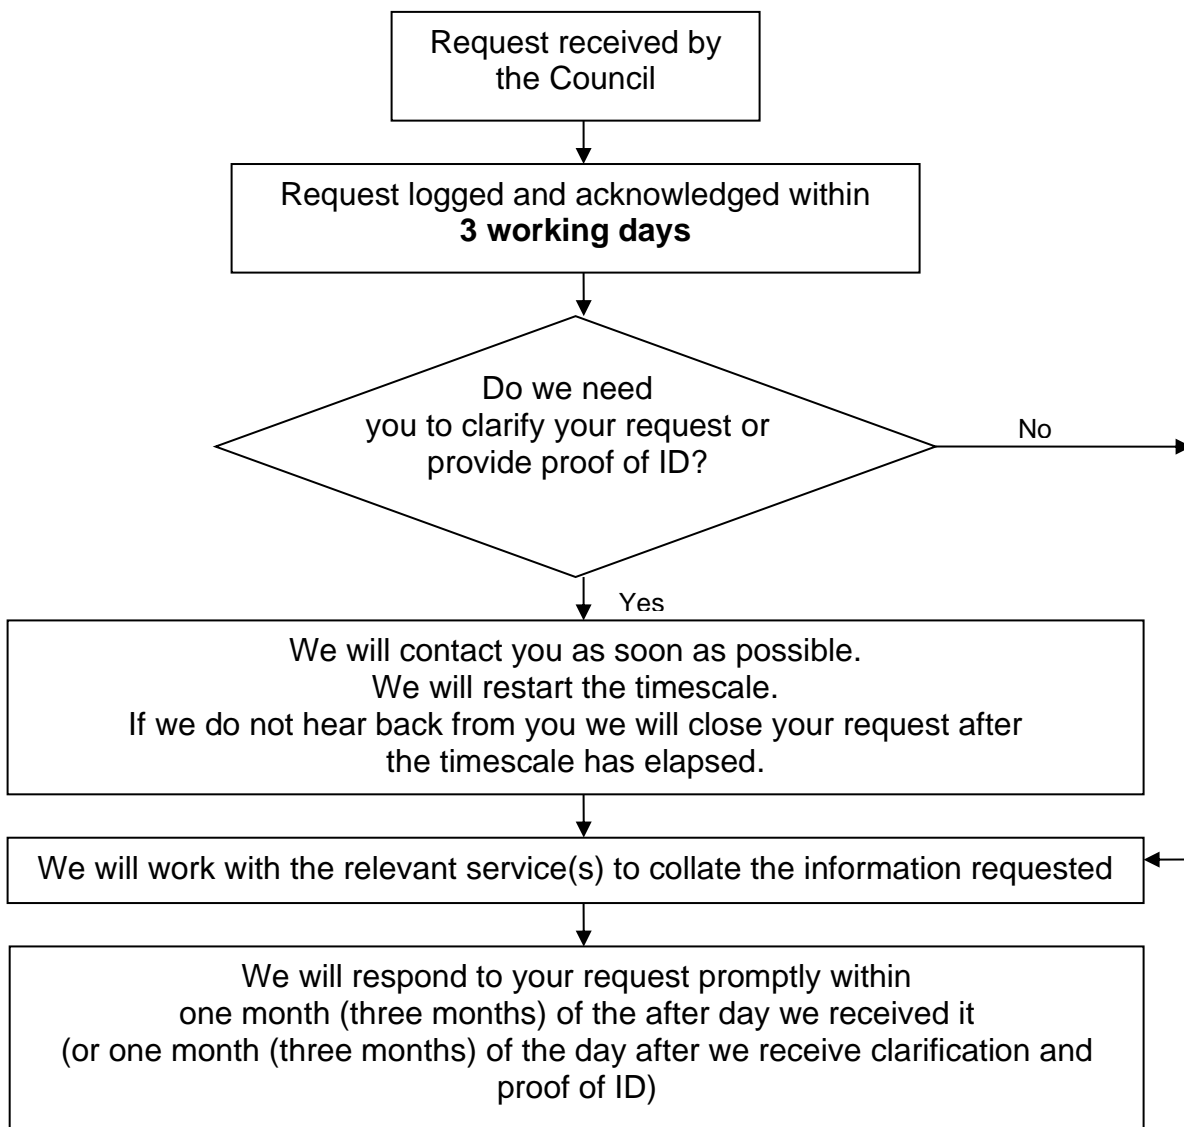 Request received by
the Council
Request logged and acknowledged within
3 working days
Do we need
you to clarify your request or
provide proof of ID?
No
Yes
We will contact you as soon as possible.
We will restart the timescale.
If we do not hear back from you we will close your request after
the timescale has elapsed.
We will work with the relevant service(s) to collate the information requested
We will respond to your request promptly within
one month (three months) of the after day we received it
(or one month (three months) of the day after we receive clarification and
proof of ID)